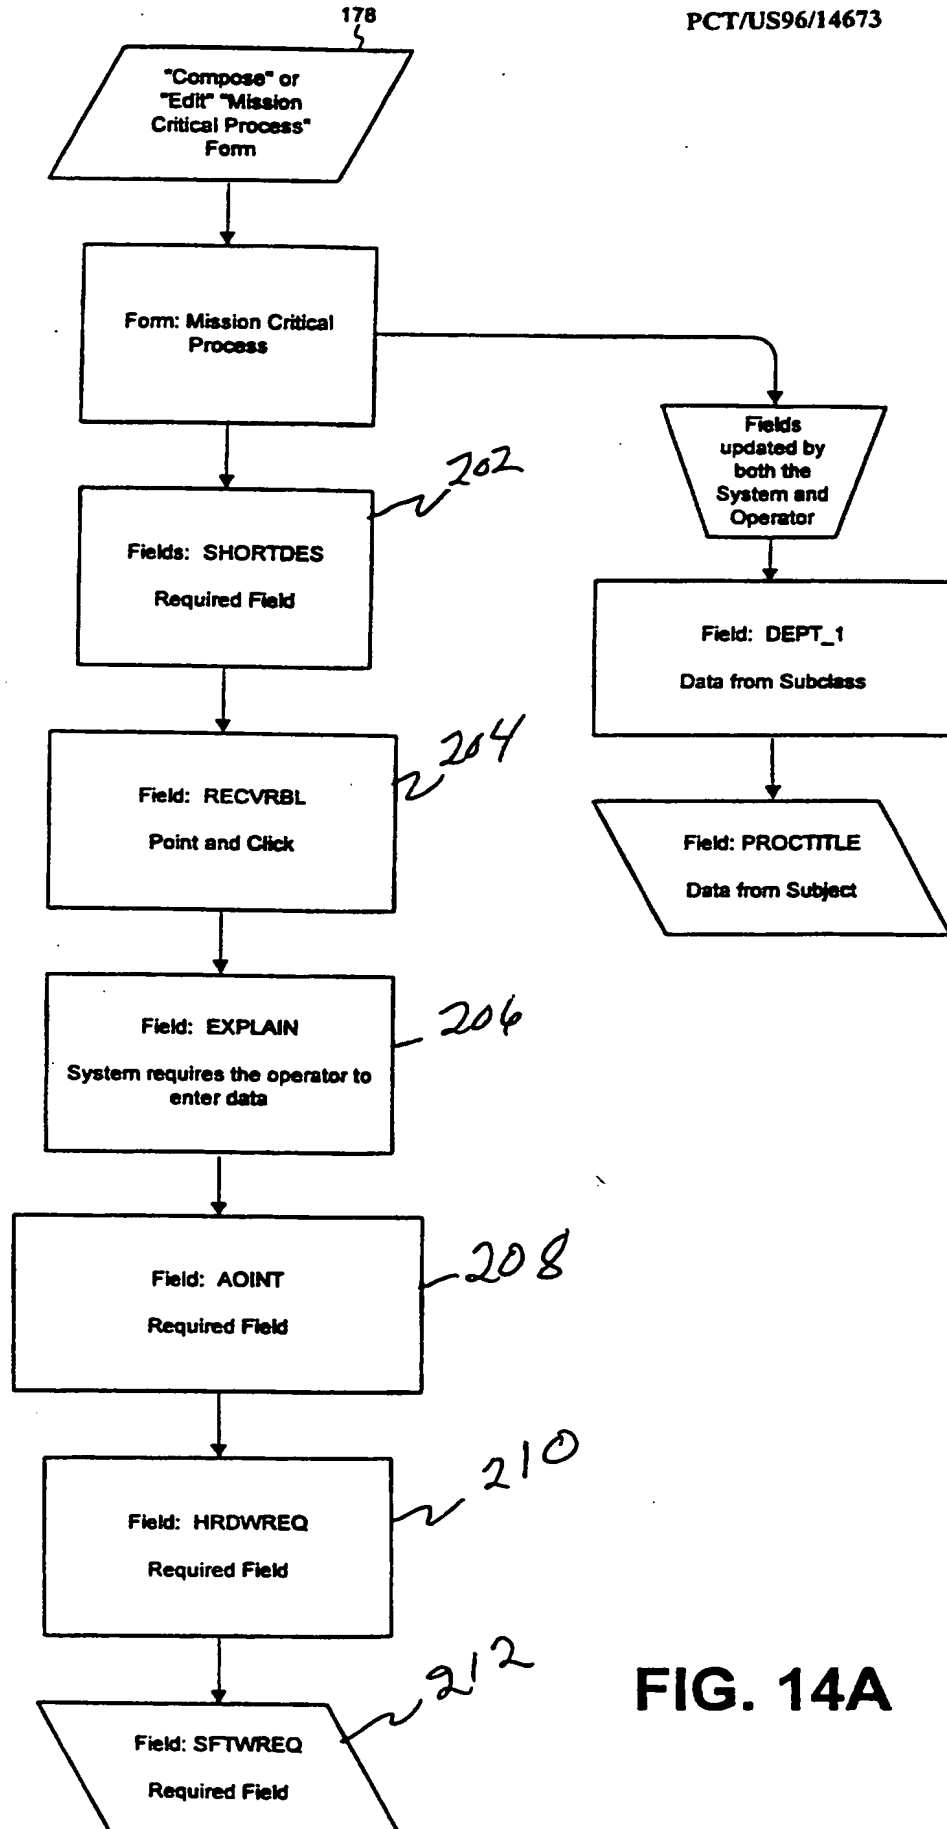 178
PCT/US96/14673
"Compose" or
"Edit" "Mission
Critical Process"
Form
Form: Mission Critical
Process
Fields
updated by
both the
System and
Operator
202
Fields: SHORTDES
Required Field
Field: DEPT_1
Data from Subclass
204
Field: RECVRBL
Point and Click
Field: PROCTITLE
Data from Subject
206
Field: EXPLAIN
System requires the operator to
enter data
208
Field: AOINT
Required Field
210
Field: HRDWREQ
Required Field
212
Field: SFTWREQ
Required Field
FIG. 14A